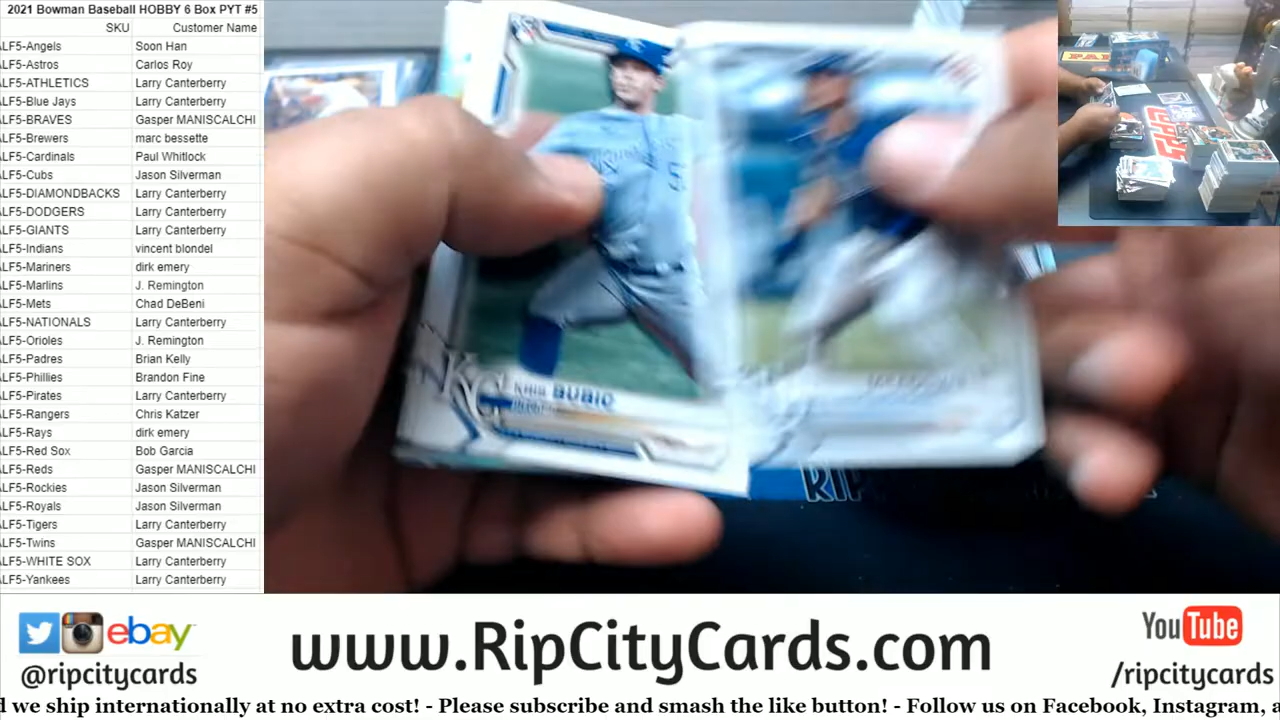 2021 Bowman Baseball HOBBY 6 Box PYT #5
SKU Customer Name
ALF5-Angels Soon Han
ALF5-Astros Carlos Roy
ALF5-ATHLETICS Larry Canterberry
ALF5-Blue Jays Larry Canterberry
ALF5-BRAVES Gasper MANISCALCHI
ALF5-Brewers marc bessette
ALF5-Cardinals Paul Whitlock
ALF5-Cubs Jason Silverman
ALF5-DIAMONDBACKS Larry Canterberry
ALF5-DODGERS Larry Canterberry
ALF5-GIANTS Larry Canterberry
ALF5-Indians vincent blondel
ALF5-Mariners dirk emery
ALF5-Marlins J. Remington
ALF5-Mets Chad DeBeni
ALF5-NATIONALS Larry Canterberry
ALF5-Orioles J. Remington
ALF5-Padres Brian Kelly
ALF5-Phillies Brandon Fine
ALF5-Pirates Larry Canterberry
ALF5-Rangers Chris Katzer
ALF5-Rays dirk emery
ALF5-Red Sox Bob Garcia
ALF5-Reds Gasper MANISCALCHI
ALF5-Rockies Jason Silverman
ALF5-Royals Jason Silverman
ALF5-Tigers Larry Canterberry
ALF5-Twins Gasper MANISCALCHI
ALF5-WHITE SOX Larry Canterberry
ALF5-Yankees Larry Canterberry
KC
KRIS BUBIC
RIP
ebay
@ripcitycards
www.RipCityCards.com
YouTube
/ripcitycards
d we ship internationally at no extra cost! - Please subscribe and smash the like button! - Follow us on Facebook, Instagram, a